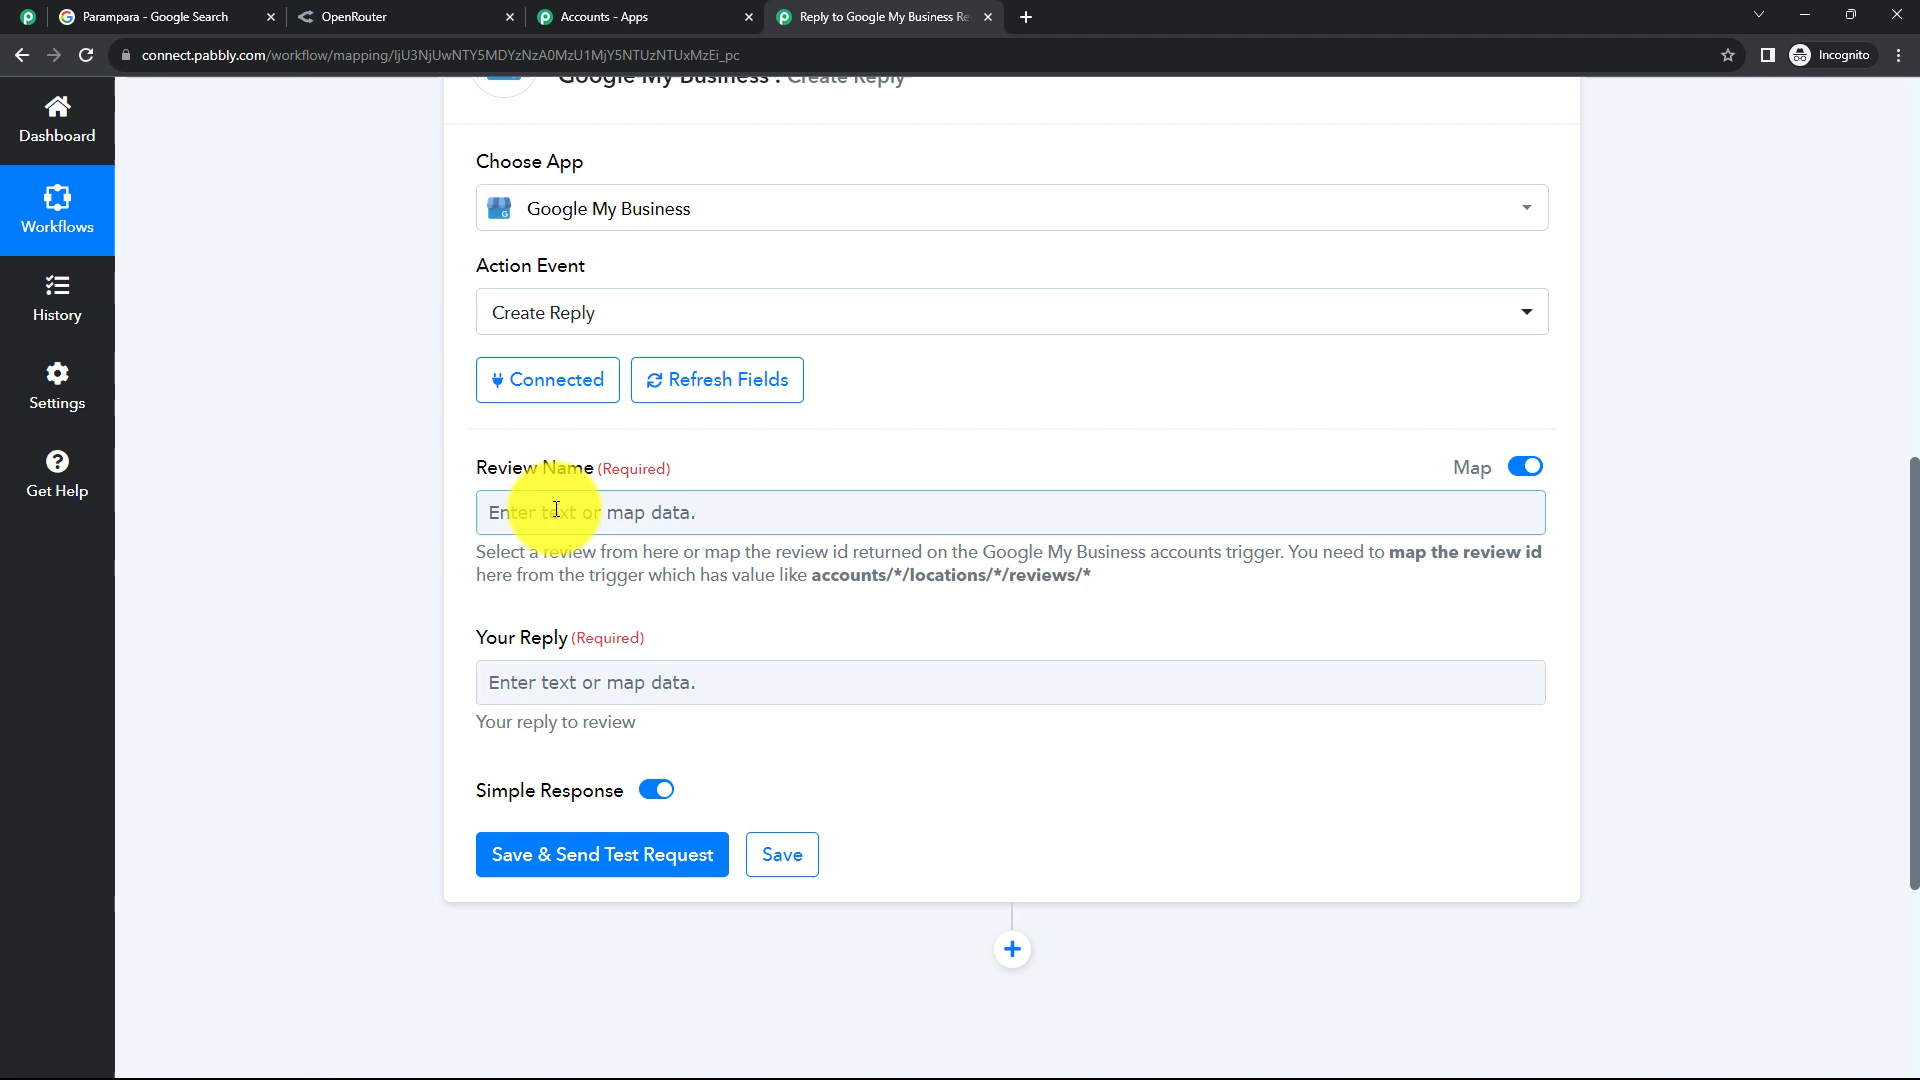 Parampara - Google Search
OpenRouter
Accounts - Apps
Reply to Google My Business Re
connect.pabbly.com/workflow/mapping/IjU3NjUwNTY5MDYzNzA0MzU1MjY5NTUzNTUxMzEi_pc
Incognito
Dashboard
Workflows
History
Settings
Get Help
Google My Business : Create Reply
Choose App
Google My Business
Action Event
Create Reply
Connected
Refresh Fields
Review Name (Required)
Map
Enter text or map data.
Select a review from here or map the review id returned on the Google My Business accounts trigger. You need to map the review id
here from the trigger which has value like accounts/*/locations/*/reviews/*
Your Reply (Required)
Enter text or map data.
Your reply to review
Simple Response
Save & Send Test Request
Save